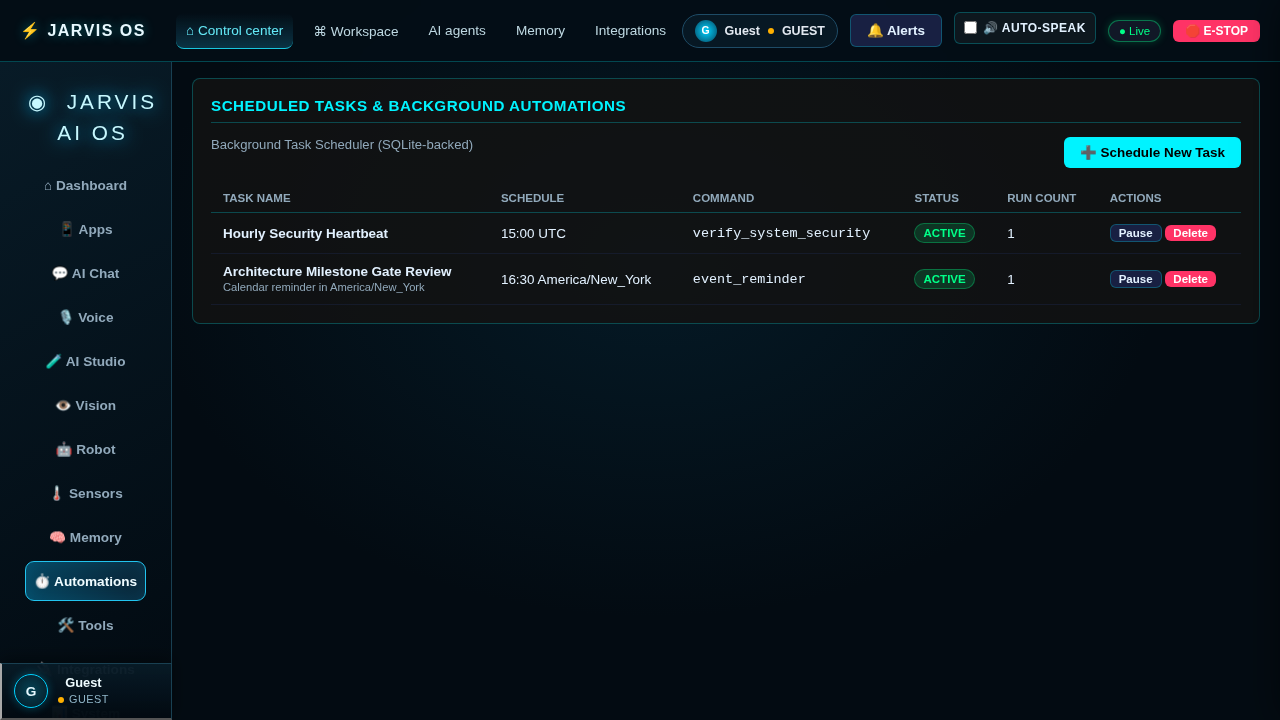 ⚡ JARVIS OS
⌂ Control center
⌘ Workspace
AI agents
Memory
Integrations
G Guest ● GUEST
🔔 Alerts
🔊 AUTO-SPEAK
● Live
🛑 E-STOP
◉ JARVIS
AI OS
⌂ Dashboard
📱 Apps
💬 AI Chat
🎙️ Voice
🧪 AI Studio
👁️ Vision
🤖 Robot
🌡️ Sensors
🧠 Memory
⏱️ Automations
🛠️ Tools
Integrations
G Guest
● GUEST
SCHEDULED TASKS & BACKGROUND AUTOMATIONS
Background Task Scheduler (SQLite-backed)
➕ Schedule New Task
TASK NAME SCHEDULE COMMAND STATUS RUN COUNT ACTIONS
Hourly Security Heartbeat 15:00 UTC verify_system_security ACTIVE 1 Pause Delete
Architecture Milestone Gate Review 16:30 America/New_York event_reminder ACTIVE 1 Pause Delete
Calendar reminder in America/New_York